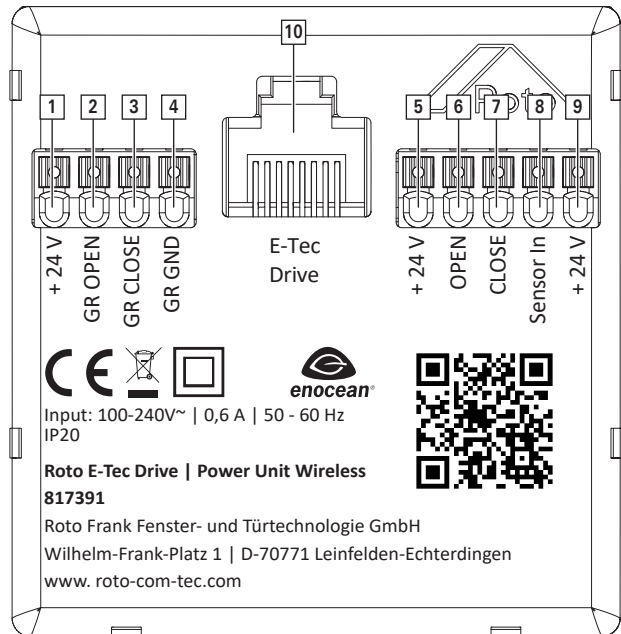 10
Roto
1 2 3 4 5 6 7 8 9
+ 24 V
GR OPEN
GR CLOSE
GR GND
E-Tec
Drive
+ 24 V
OPEN
CLOSE
Sensor In
+ 24 V
CE
enocean®
Input: 100-240V~ | 0,6 A | 50 - 60 Hz
IP20
Roto E-Tec Drive | Power Unit Wireless
817391
Roto Frank Fenster- und Türtechnologie GmbH
Wilhelm-Frank-Platz 1 | D-70771 Leinfelden-Echterdingen
www. roto-com-tec.com